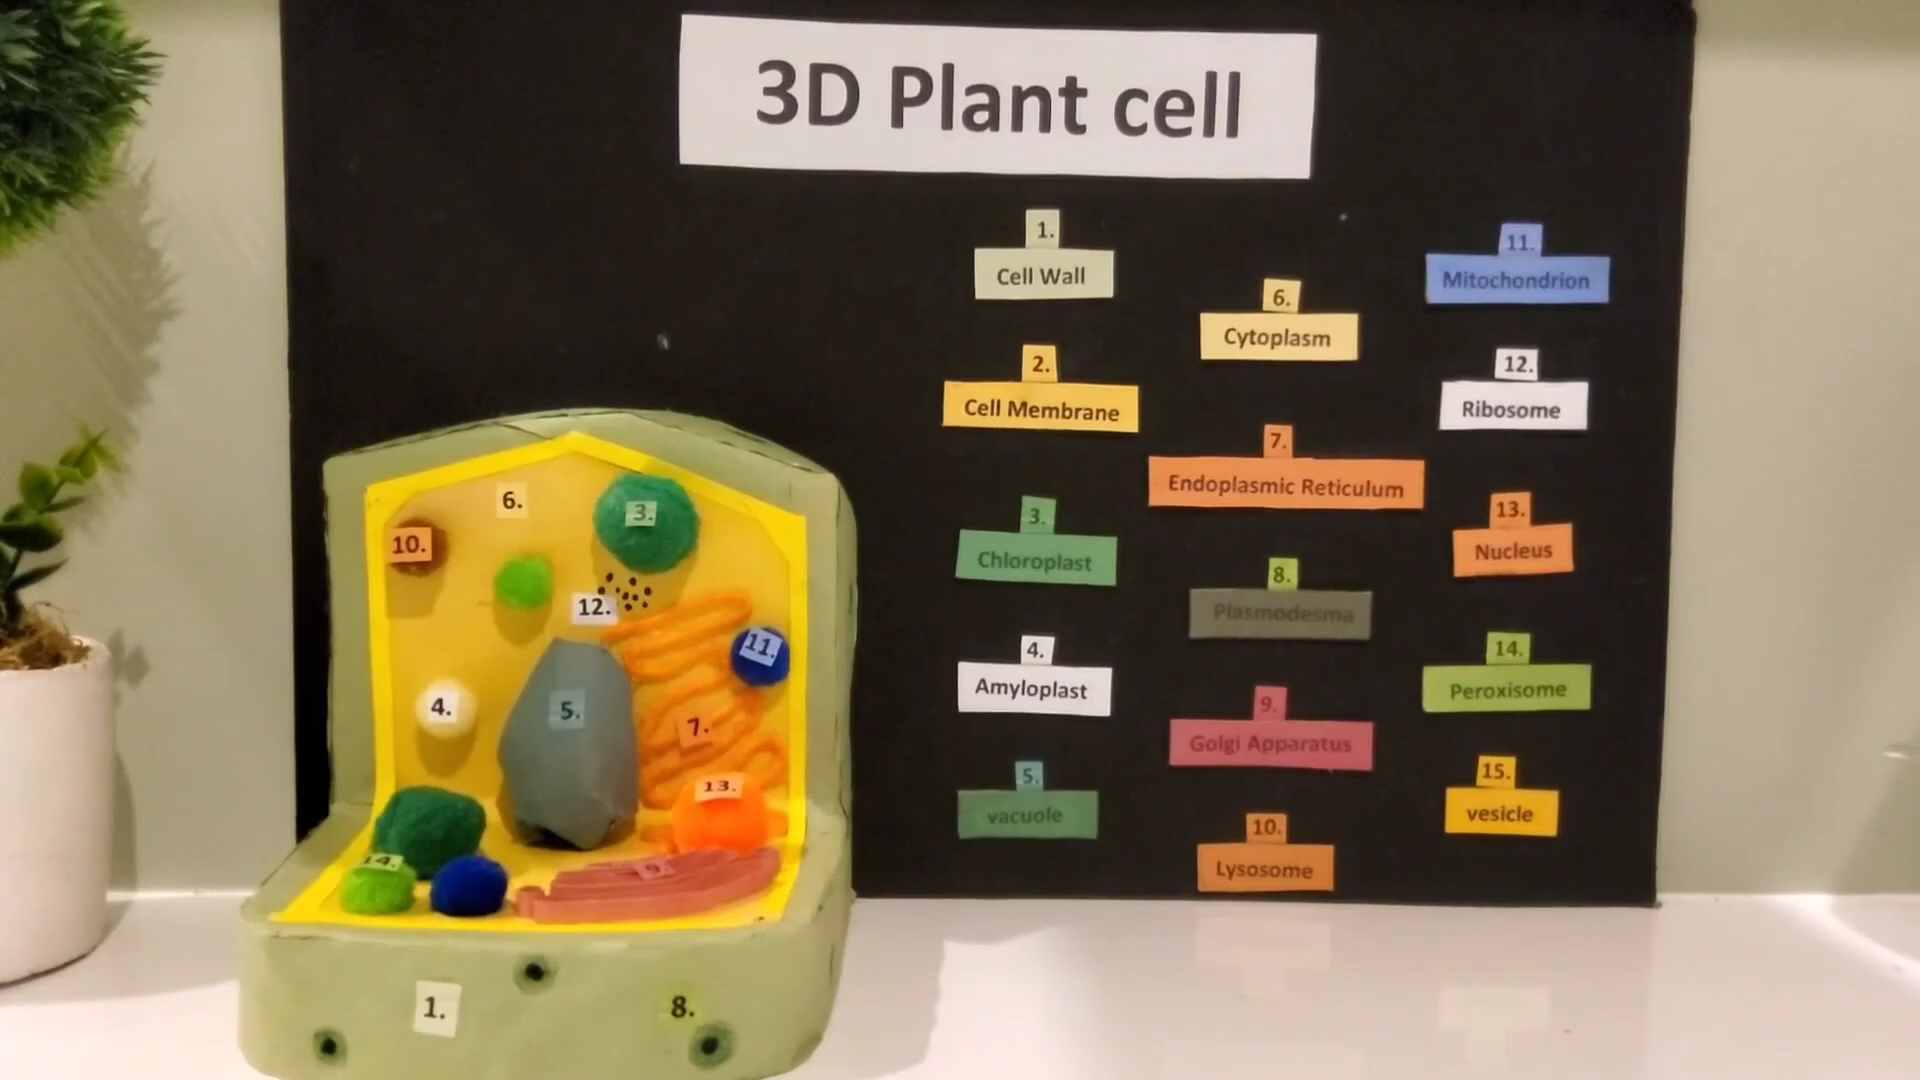 3D Plant cell
1.
Cell Wall
2.
Cell Membrane
3.
Chloroplast
4.
Amyloplast
5.
vacuole
6.
Cytoplasm
7.
Endoplasmic Reticulum
8.
Plasmodesma
9.
Golgi Apparatus
10.
Lysosome
11.
Mitochondrion
12.
Ribosome
13.
Nucleus
14.
Peroxisome
15.
vesicle
6.
3.
10.
12.
11.
4.
5.
7.
13.
14.
9.
1.
8.